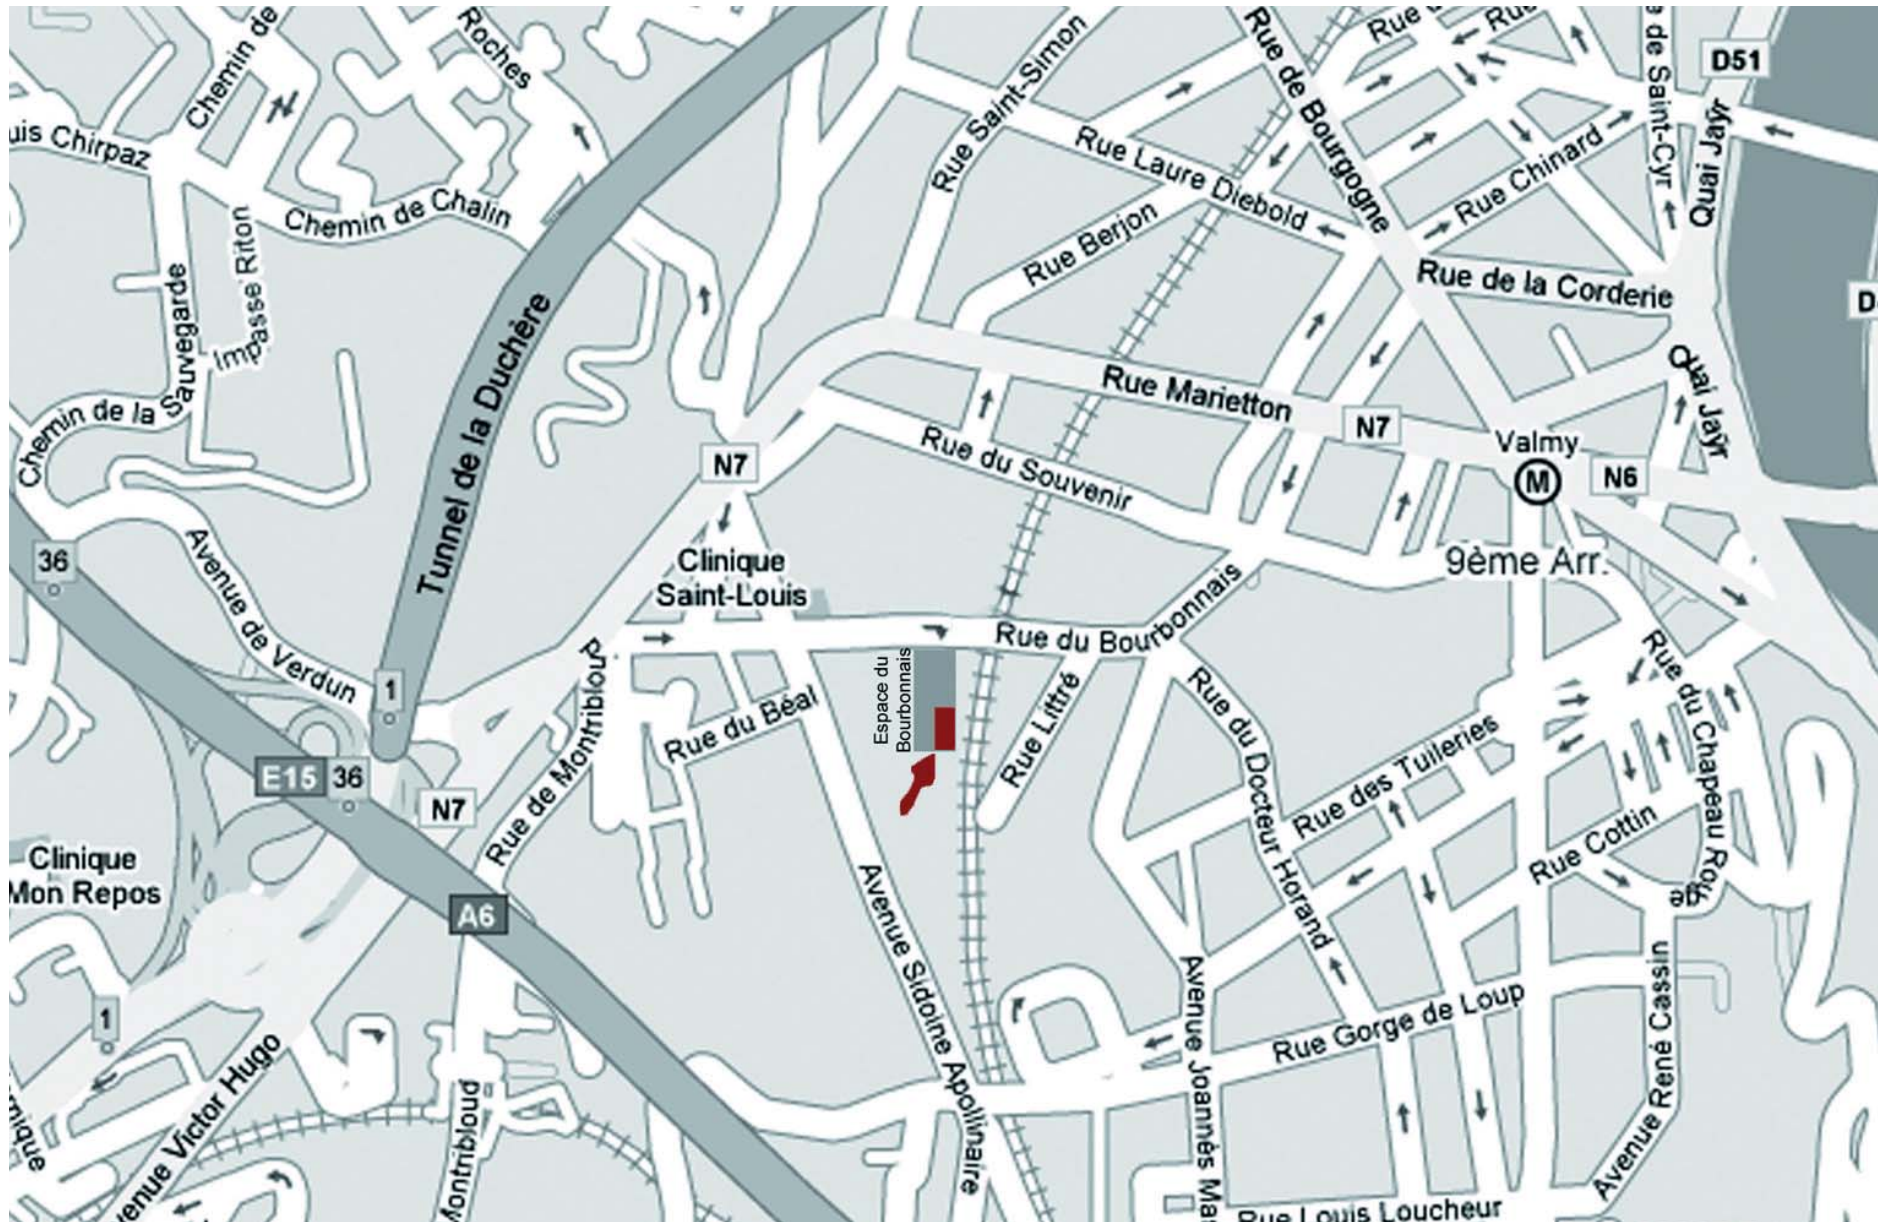 Chemin de
Roches
Rue Saint-Simon
Rue de Bourgogne
Rue
Rue
de Saint-Cyr
D51
Quai Jaÿr
uis Chirpaz
Chemin de Chalin
Rue Laure Diebold
Rue Chinard
Rue Berjon
Impasse Riton
Rue de la Corderie
D
Chemin de la Sauvegarde
Tunnel de la Duchère
Rue Marietton
N7
Quai Jaÿr
Valmy
M
N6
N7
Rue du Souvenir
36
Avenue de Verdun
Clinique
Saint-Louis
9ème Arr.
Rue du Bourbonnais
1
Espace du
Bourbonnais
Rue du Béal
Rue de Montribloud
Rue Littré
Rue du Docteur Horand
Rue des Tuileries
Rue du Chapeau Rouge
E15
36
N7
Rue Cottin
Clinique
Mon Repos
A6
Avenue Sidoine Apollinaire
Avenue Joannès Mas
Rue Gorge de Loup
Avenue René Cassin
1
venue Victor Hugo
nique
Montribloud
Rue Louis Loucheur